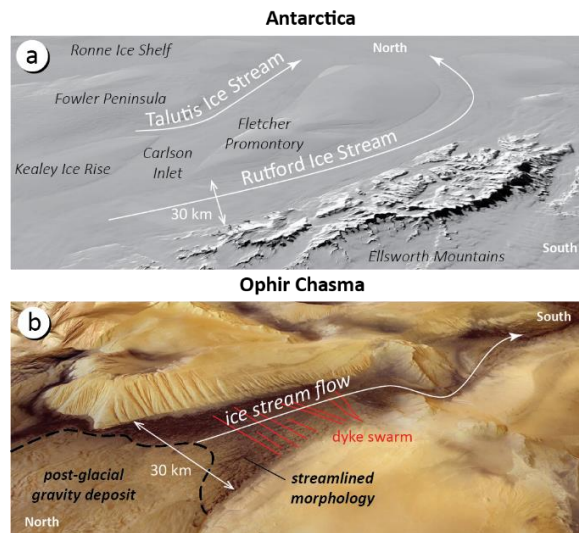 Antarctica
a
Ronne Ice Shelf
North
Fowler Peninsula
Talutis Ice Stream
Fletcher
Promontory
Carlson
Inlet
Kealey Ice Rise
Rutford Ice Stream
30 km
South
Ellsworth Mountains
Ophir Chasma
b
South
ice stream flow
dyke swarm
30 km
post-glacial
gravity deposit
streamlined
morphology
North